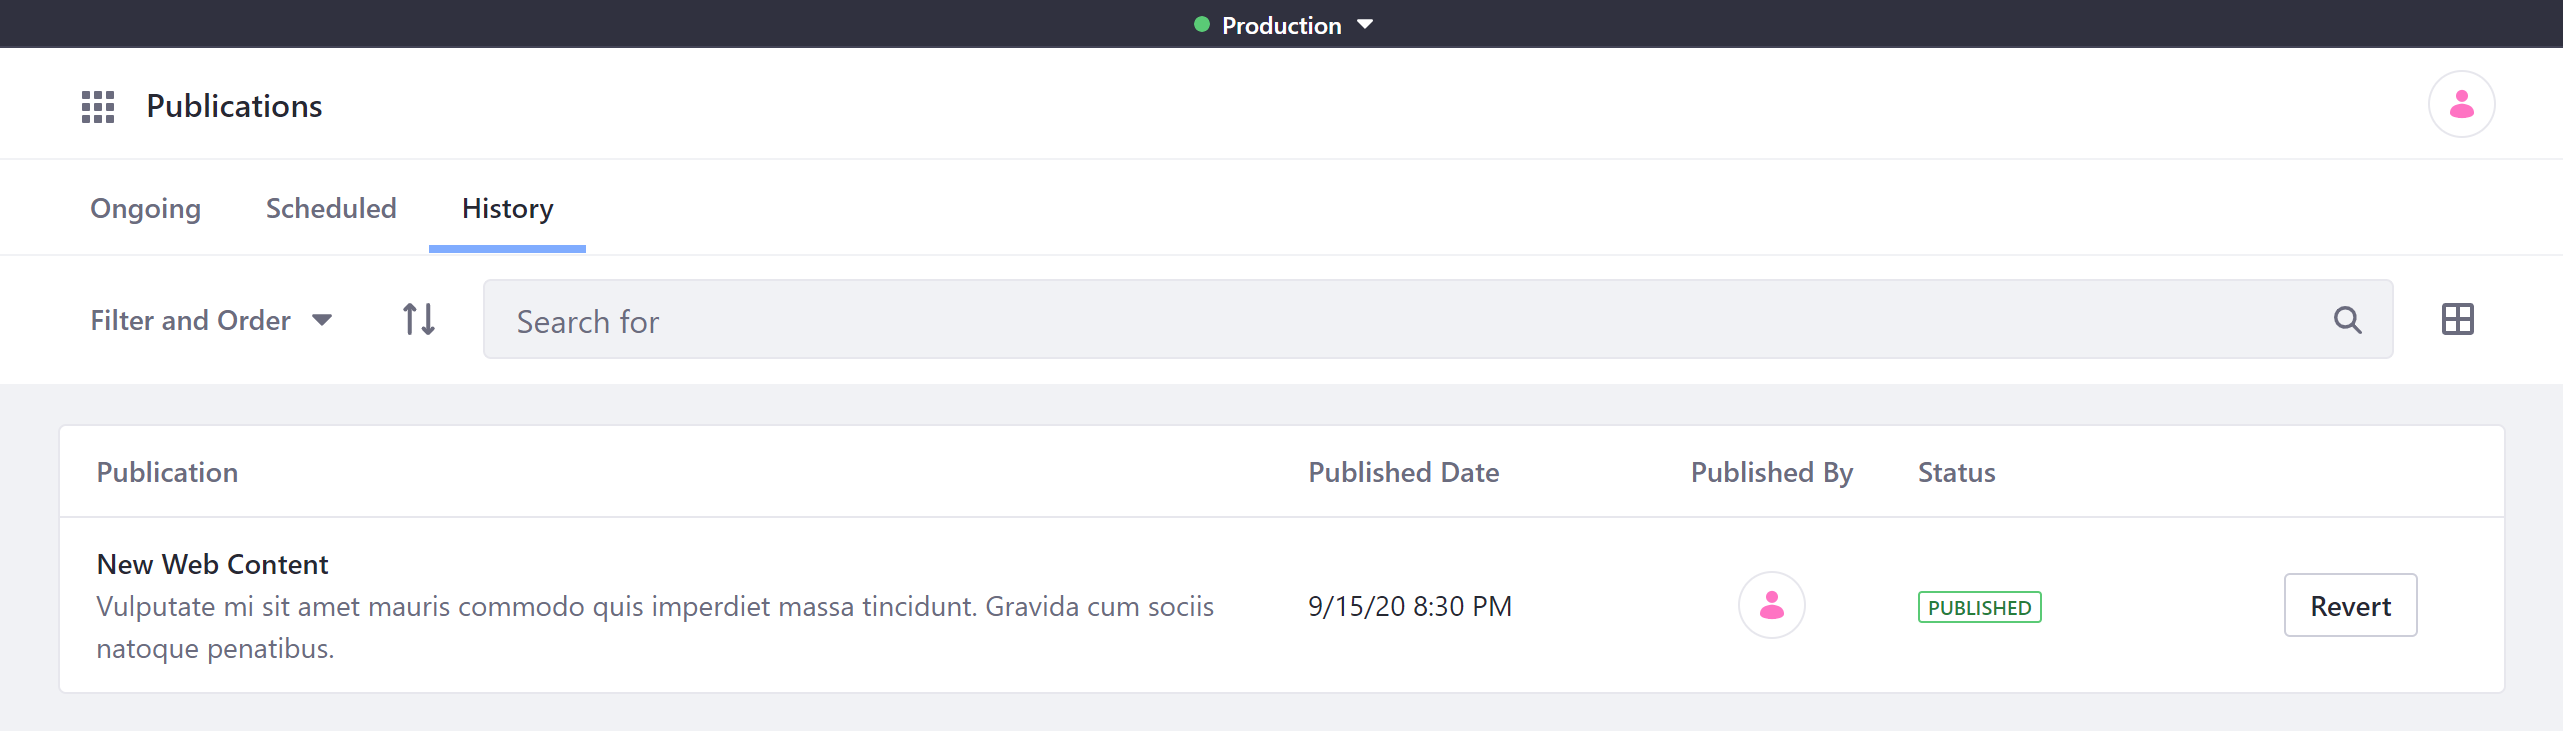 Production
Publications
Ongoing Scheduled History
Filter and Order Search for
Publication Published Date Published By Status
New Web Content
Vulputate mi sit amet mauris commodo quis imperdiet massa tincidunt. Gravida cum sociis
natoque penatibus.
9/15/20 8:30 PM PUBLISHED Revert